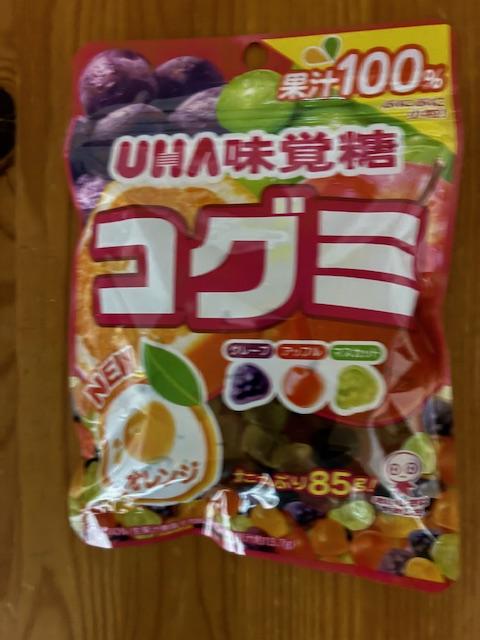 果汁100%
UHA味覚糖
コグミ
グレープ アップル マスカット
NEW
オレンジ
たっぷり85g!